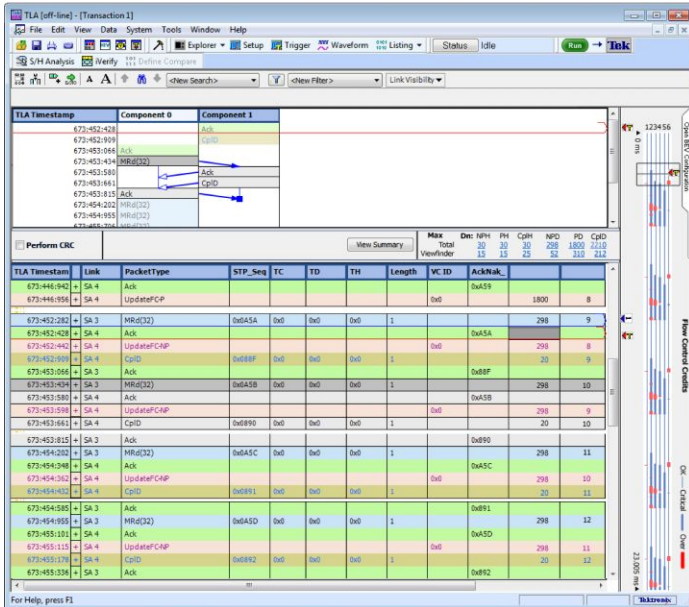 TLA [off-line] - [Transaction 1]
File Edit View Data System Tools Window Help
Explorer Setup Trigger Waveform Listing Status Idle Run Tek
S/H Analysis iVerify Define Compare
A A <New Search> <New Filter> Link Visibility
TLA Timestamp Component 0 Component 1
673:452:428 Ack
673:452:909 CplD
673:453:066 Ack
673:453:434 MRd(32)
673:453:580 Ack
673:453:661 CplD
673:453:815 Ack
673:454:202 MRd(32)
673:454:955 MRd(32)
Perform CRC View Summary
Max Dn: NPH PH CplH NPD PD CplD
Total 30 30 30 298 1800 2210
Viewfinder 15 15 25 52 310 212
TLA Timestam Link PacketType STP_Seq TC TD TH Length VC ID AckNak_
673:446:942 + SA 4 Ack 0xA59
673:446:956 + SA 4 UpdateFC-P 0x0 1800 8
673:452:282 + SA 3 MRd(32) 0x0A5A 0x0 0x0 0x0 1 298 9
673:452:428 + SA 4 Ack 0xA5A
673:452:442 + SA 4 UpdateFC-NP 0x0 298 8
673:452:909 + SA 4 CplD 0x088F 0x0 0x0 0x0 1 20 9
673:453:066 + SA 3 Ack 0x88F
673:453:434 + SA 3 MRd(32) 0x0A5B 0x0 0x0 0x0 1 298 10
673:453:580 + SA 4 Ack 0xA5B
673:453:598 + SA 4 UpdateFC-NP 0x0 298 9
673:453:661 + SA 4 CplD 0x0890 0x0 0x0 0x0 1 20 10
673:453:815 + SA 3 Ack 0x890
673:454:202 + SA 3 MRd(32) 0x0A5C 0x0 0x0 0x0 1 298 11
673:454:348 + SA 4 Ack 0xA5C
673:454:362 + SA 4 UpdateFC-NP 0x0 298 10
673:454:432 + SA 4 CplD 0x0891 0x0 0x0 0x0 1 20 11
673:454:585 + SA 3 Ack 0x891
673:454:955 + SA 3 MRd(32) 0x0A5D 0x0 0x0 0x0 1 298 12
673:455:101 + SA 4 Ack 0xA5D
673:455:115 + SA 4 UpdateFC-NP 0x0 298 11
673:455:178 + SA 4 CplD 0x0892 0x0 0x0 0x0 1 20 12
673:455:336 + SA 3 Ack 0x892
For Help, press F1
Tektronix
123456
0 ms
23.005 ms
Open BEV Configuration
Flow Control Credits
OK Critical Over